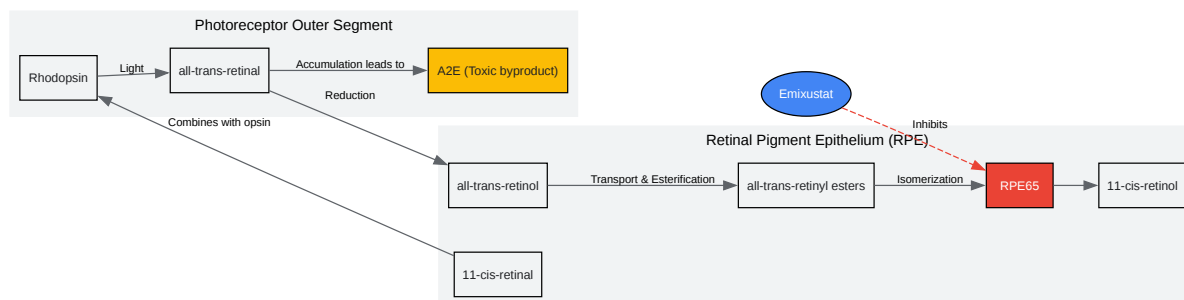 Photoreceptor Outer Segment
Rhodopsin
Light
all-trans-retinal
Accumulation leads to
A2E (Toxic byproduct)
Reduction
Emixustat
Combines with opsin
Inhibits
Retinal Pigment Epithelium (RPE)
all-trans-retinol
Transport & Esterification
all-trans-retinyl esters
Isomerization
RPE65
11-cis-retinol
11-cis-retinal